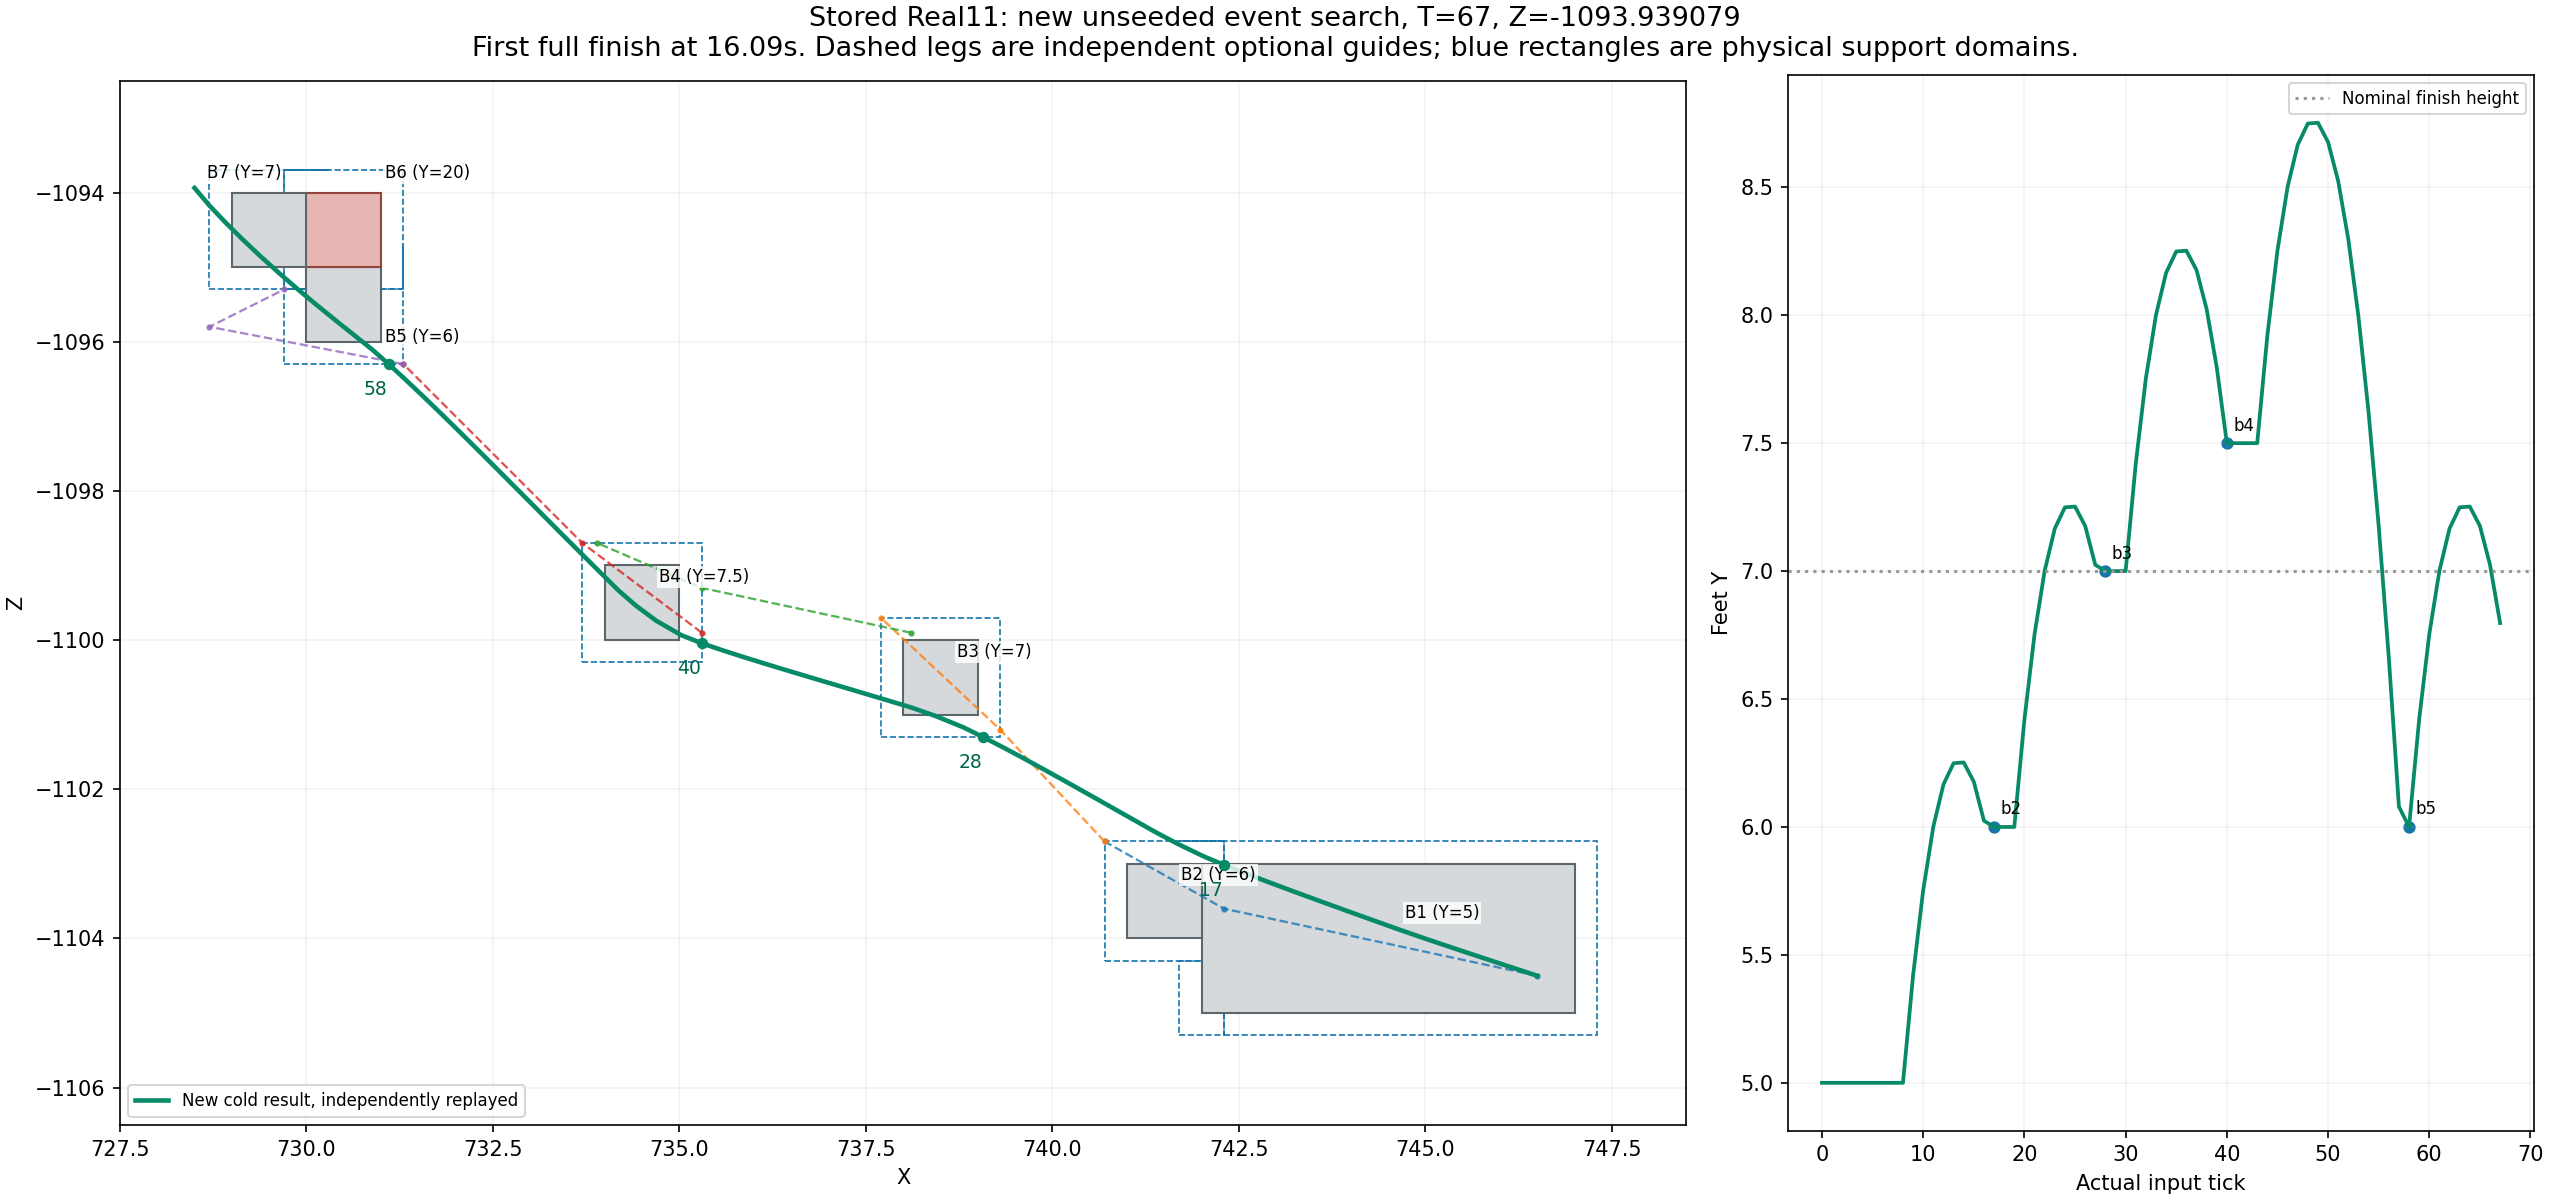 Stored Real11: new unseeded event search, T=67, Z=-1093.939079
First full finish at 16.09s. Dashed legs are independent optional guides; blue rectangles are physical support domains.
Z
−1094
−1096
−1098
−1100
−1102
−1104
−1106
B7 (Y=7)
B6 (Y=20)
B5 (Y=6)
58
B4 (Y=7.5)
40
B3 (Y=7)
28
B2 (Y=6)
17
B1 (Y=5)
New cold result, independently replayed
727.5
730.0
732.5
735.0
737.5
740.0
742.5
745.0
747.5
X
Feet Y
8.5
8.0
7.5
7.0
6.5
6.0
5.5
5.0
Nominal finish height
b4
b3
b2
b5
0
10
20
30
40
50
60
70
Actual input tick